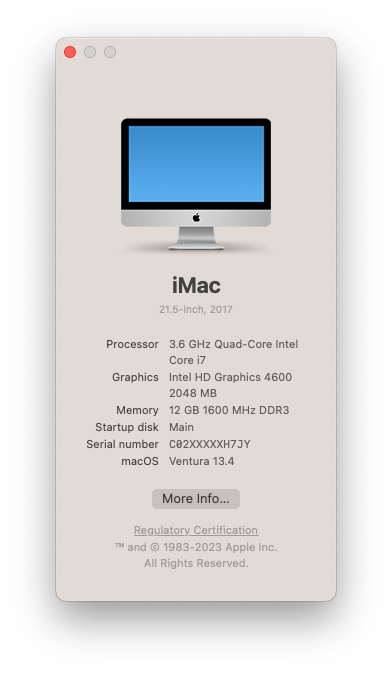 iMac
21.5-inch, 2017
Processor 3.6 GHz Quad-Core Intel
Core i7
Graphics Intel HD Graphics 4600
2048 MB
Memory 12 GB 1600 MHz DDR3
Startup disk Main
Serial number C02XXXXXH7JY
macOS Ventura 13.4
More Info...
Regulatory Certification
™ and © 1983-2023 Apple Inc.
All Rights Reserved.